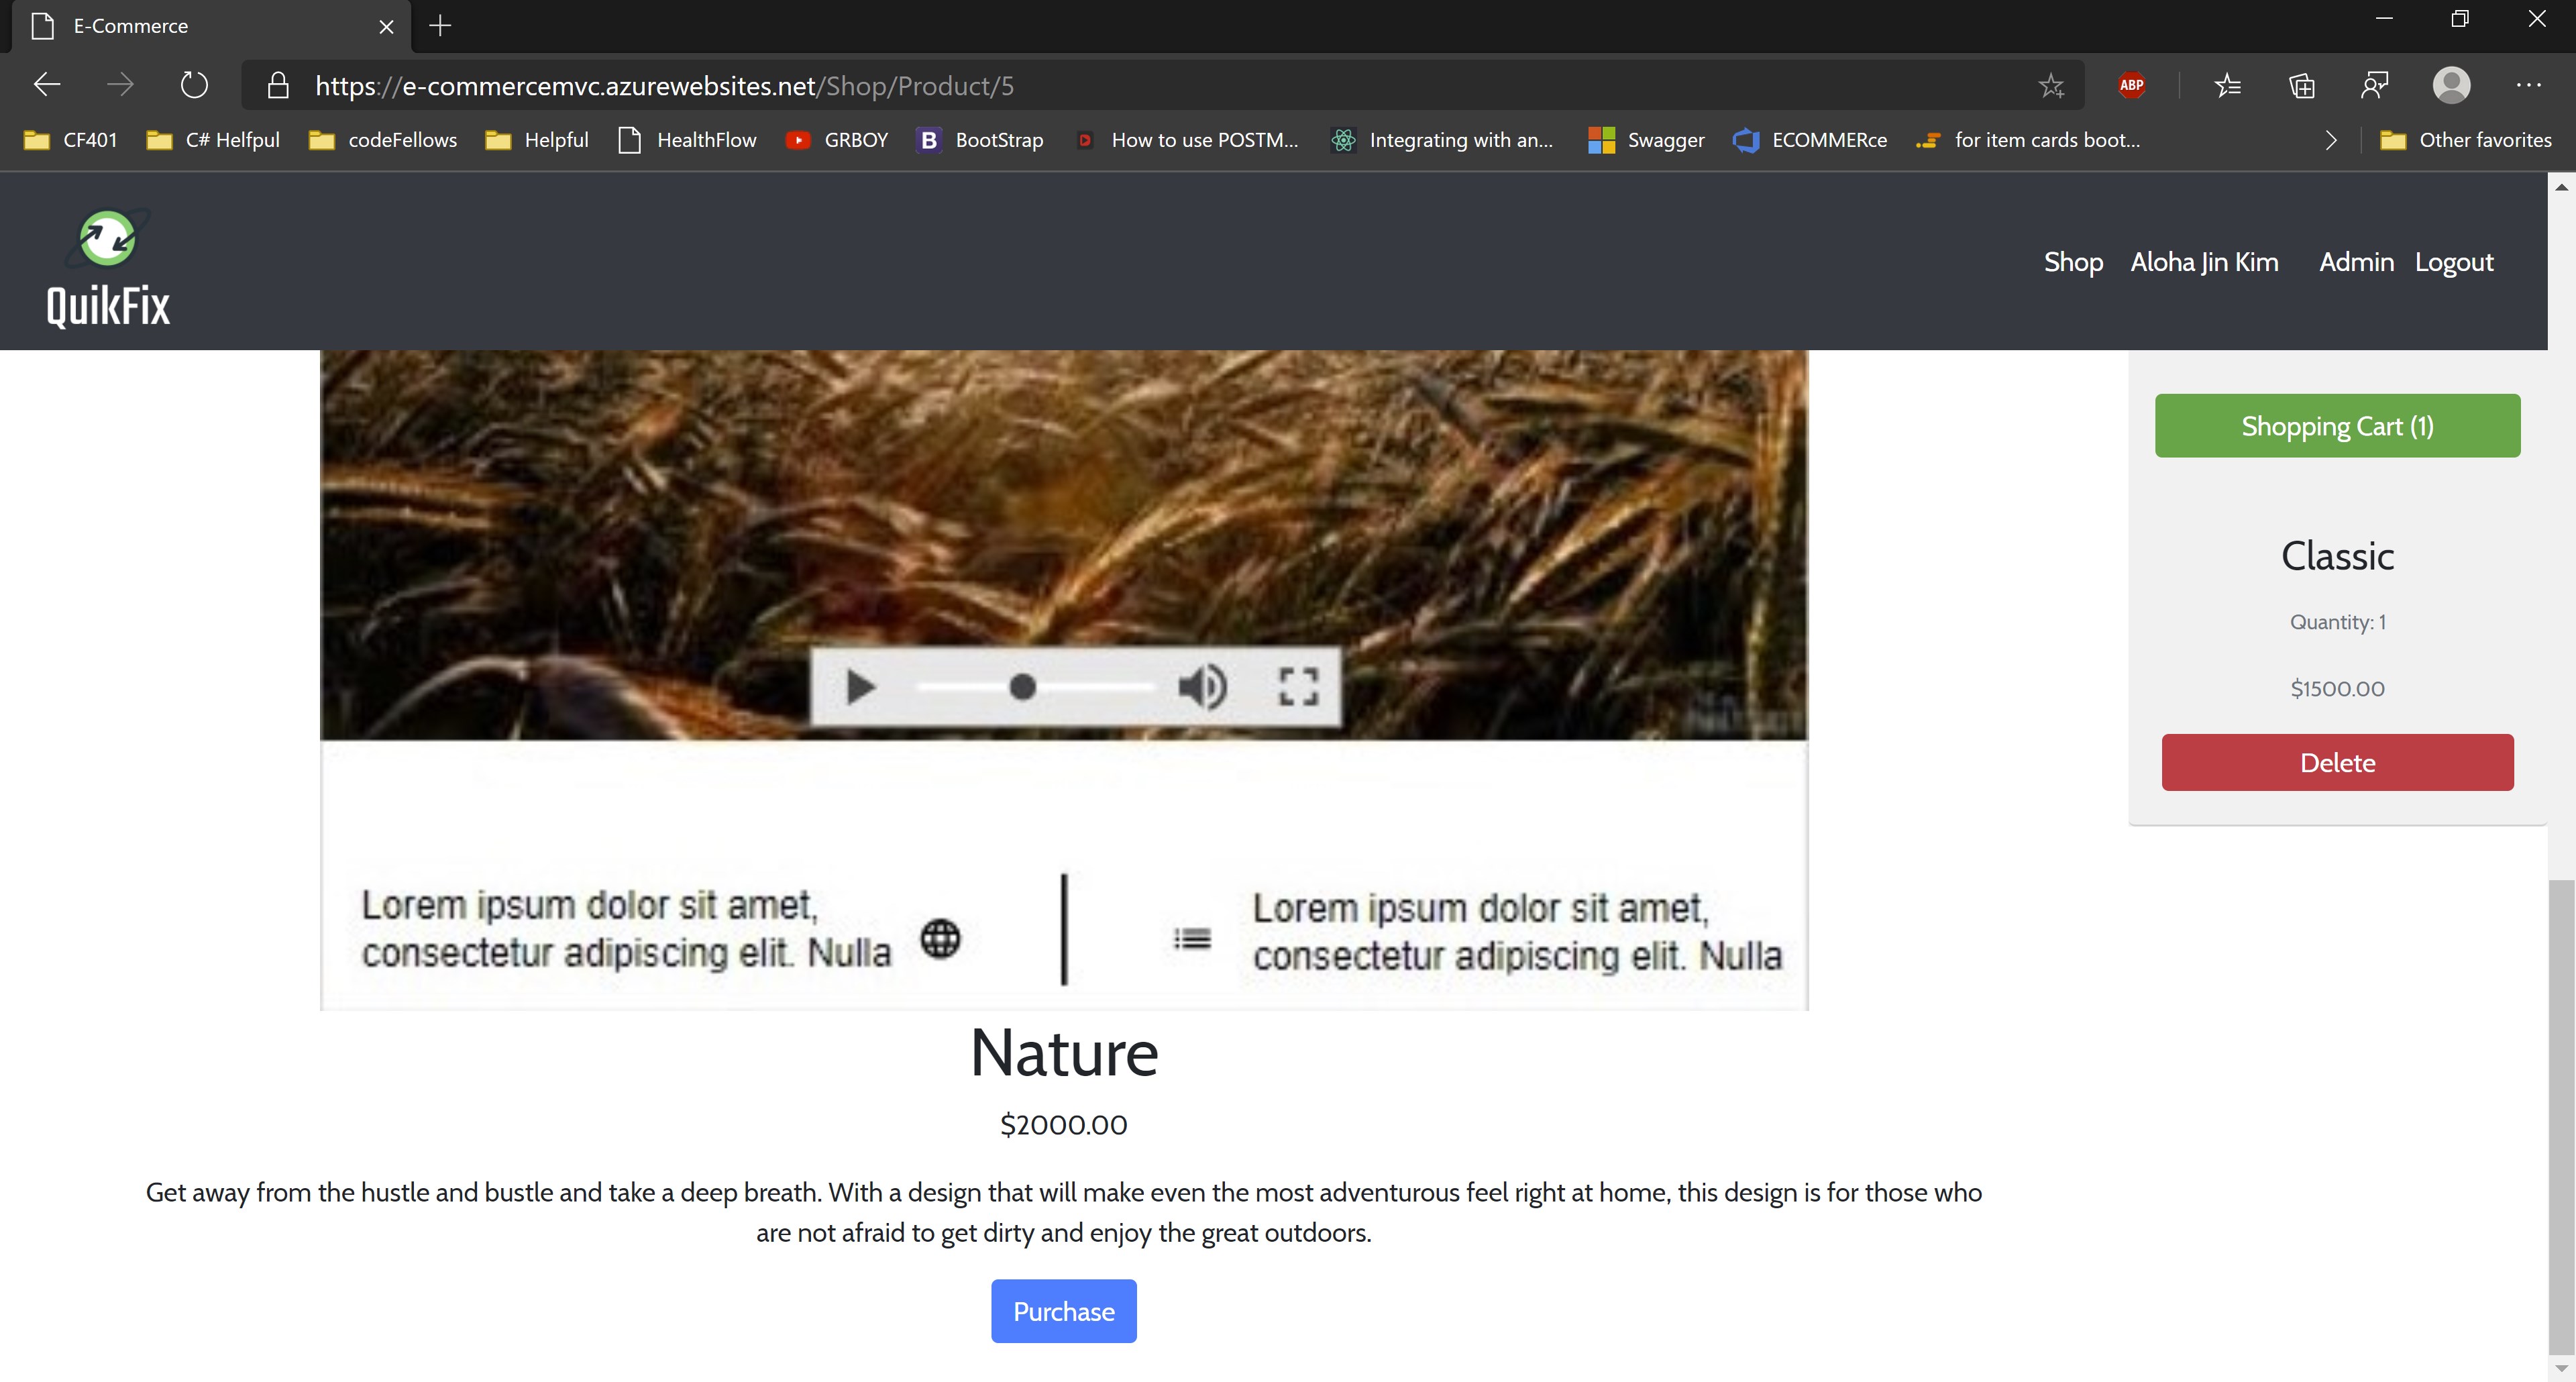 E-Commerce
https://e-commercemvc.azurewebsites.net/Shop/Product/5
ABP
CF401
C# Helfpul
codeFellows
Helpful
HealthFlow
GRBOY
B BootStrap
How to use POSTM...
Integrating with an...
Swagger
ECOMMERce
for item cards boot...
Other favorites
QuikFix
Shop Aloha Jin Kim Admin Logout
Shopping Cart (1)
Classic
Quantity: 1
$1500.00
Delete
Lorem ipsum dolor sit amet,
consectetur adipiscing elit. Nulla
Lorem ipsum dolor sit amet,
consectetur adipiscing elit. Nulla
Nature
$2000.00
Get away from the hustle and bustle and take a deep breath. With a design that will make even the most adventurous feel right at home, this design is for those who
are not afraid to get dirty and enjoy the great outdoors.
Purchase